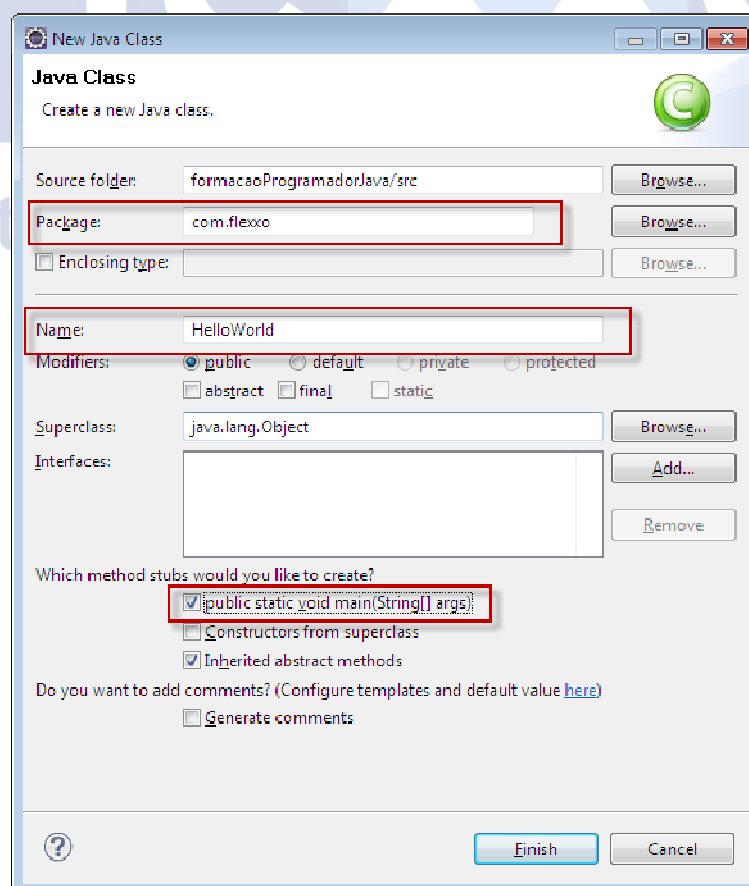 New Java Class
Java Class
Create a new Java class.
Source folder: formacaoProgramadorJava/src Browse...
Package: com.flexxo Browse...
Enclosing type: Browse...
Name: HelloWorld
Modifiers: public default private protected
abstract final static
Superclass: java.lang.Object Browse...
Interfaces: Add...
Remove
Which method stubs would you like to create?
public static void main(String[] args)
Constructors from superclass
Inherited abstract methods
Do you want to add comments? (Configure templates and default value here)
Generate comments
Finish Cancel